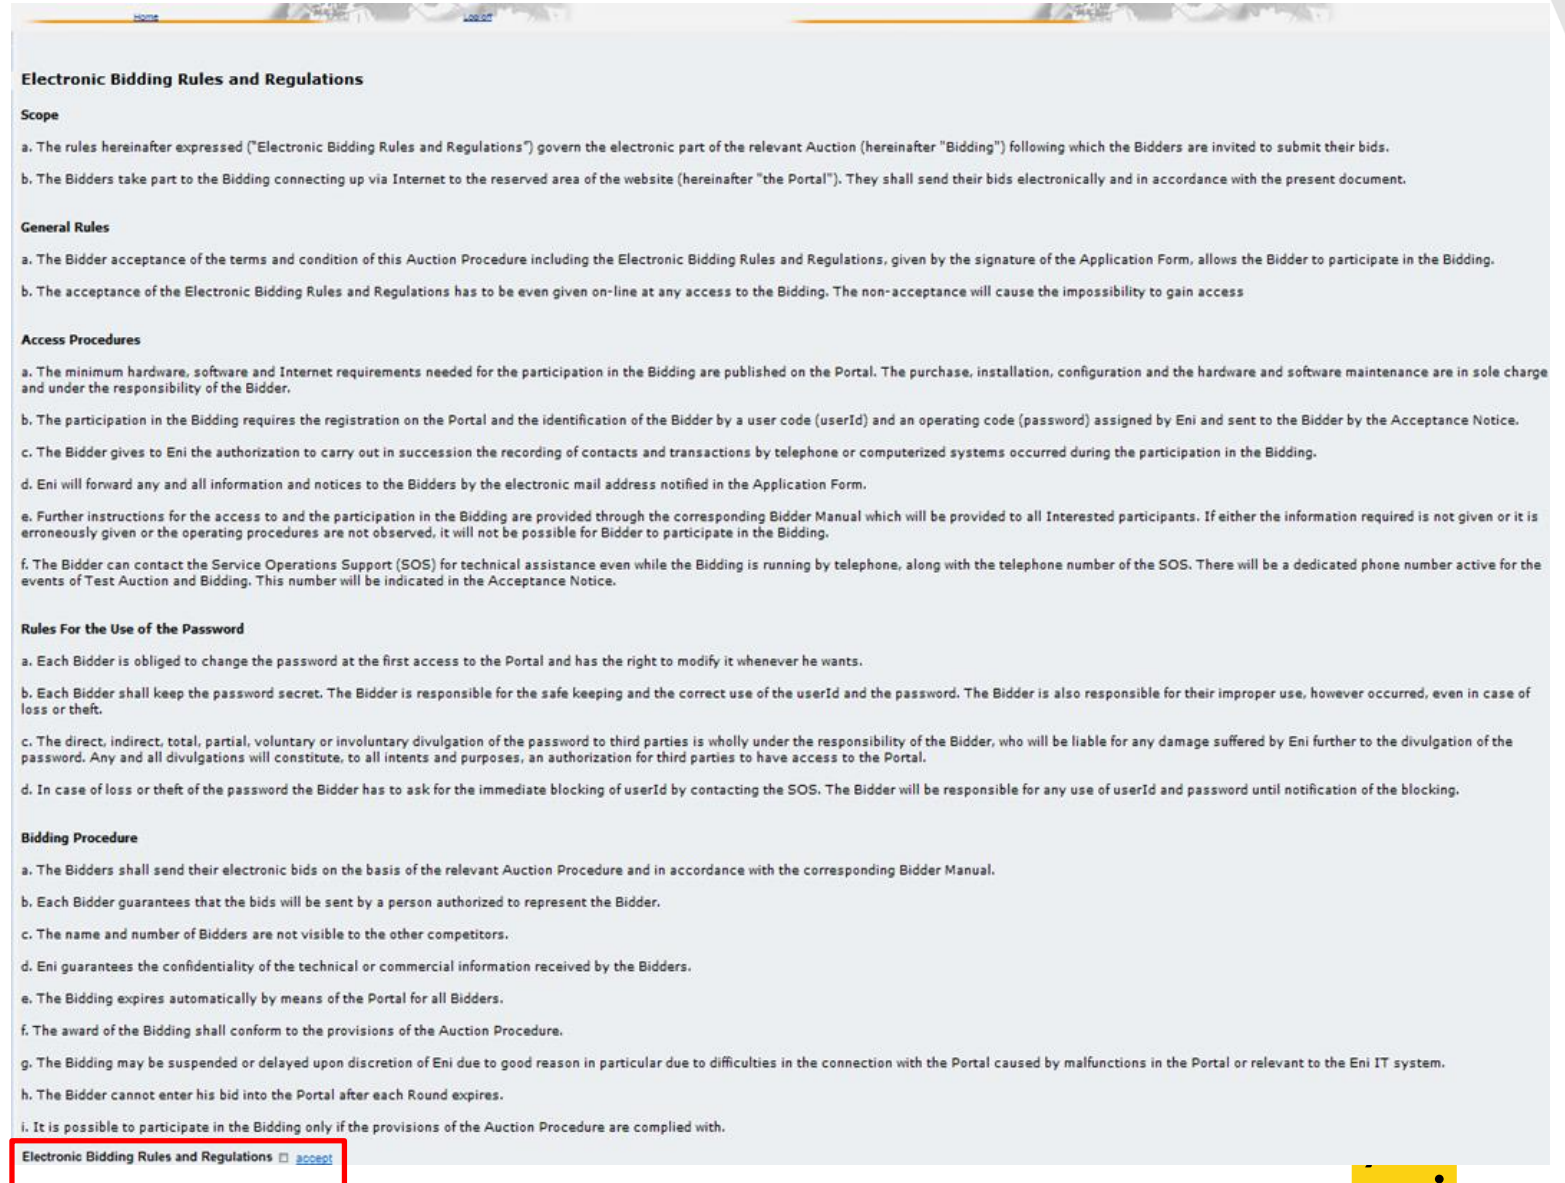 Home
Log off
Electronic Bidding Rules and Regulations
Scope
a. The rules hereinafter expressed ("Electronic Bidding Rules and Regulations") govern the electronic part of the relevant Auction (hereinafter "Bidding") following which the Bidders are invited to submit their bids.
b. The Bidders take part to the Bidding connecting up via Internet to the reserved area of the website (hereinafter "the Portal"). They shall send their bids electronically and in accordance with the present document.
General Rules
a. The Bidder acceptance of the terms and condition of this Auction Procedure including the Electronic Bidding Rules and Regulations, given by the signature of the Application Form, allows the Bidder to participate in the Bidding.
b. The acceptance of the Electronic Bidding Rules and Regulations has to be even given on-line at any access to the Bidding. The non-acceptance will cause the impossibility to gain access
Access Procedures
a. The minimum hardware, software and Internet requirements needed for the participation in the Bidding are published on the Portal. The purchase, installation, configuration and the hardware and software maintenance are in sole charge
and under the responsibility of the Bidder.
b. The participation in the Bidding requires the registration on the Portal and the identification of the Bidder by a user code (userId) and an operating code (password) assigned by Eni and sent to the Bidder by the Acceptance Notice.
c. The Bidder gives to Eni the authorization to carry out in succession the recording of contacts and transactions by telephone or computerized systems occurred during the participation in the Bidding.
d. Eni will forward any and all information and notices to the Bidders by the electronic mail address notified in the Application Form.
e. Further instructions for the access to and the participation in the Bidding are provided through the corresponding Bidder Manual which will be provided to all Interested participants. If either the information required is not given or it is
erroneously given or the operating procedures are not observed, it will not be possible for Bidder to participate in the Bidding.
f. The Bidder can contact the Service Operations Support (SOS) for technical assistance even while the Bidding is running by telephone, along with the telephone number of the SOS. There will be a dedicated phone number active for the
events of Test Auction and Bidding. This number will be indicated in the Acceptance Notice.
Rules For the Use of the Password
a. Each Bidder is obliged to change the password at the first access to the Portal and has the right to modify it whenever he wants.
b. Each Bidder shall keep the password secret. The Bidder is responsible for the safe keeping and the correct use of the userId and the password. The Bidder is also responsible for their improper use, however occurred, even in case of
loss or theft.
c. The direct, indirect, total, partial, voluntary or involuntary divulgation of the password to third parties is wholly under the responsibility of the Bidder, who will be liable for any damage suffered by Eni further to the divulgation of the
password. Any and all divulgations will constitute, to all intents and purposes, an authorization for third parties to have access to the Portal.
d. In case of loss or theft of the password the Bidder has to ask for the immediate blocking of userId by contacting the SOS. The Bidder will be responsible for any use of userId and password until notification of the blocking.
Bidding Procedure
a. The Bidders shall send their electronic bids on the basis of the relevant Auction Procedure and in accordance with the corresponding Bidder Manual.
b. Each Bidder guarantees that the bids will be sent by a person authorized to represent the Bidder.
c. The name and number of Bidders are not visible to the other competitors.
d. Eni guarantees the confidentiality of the technical or commercial information received by the Bidders.
e. The Bidding expires automatically by means of the Portal for all Bidders.
f. The award of the Bidding shall conform to the provisions of the Auction Procedure.
g. The Bidding may be suspended or delayed upon discretion of Eni due to good reason in particular due to difficulties in the connection with the Portal caused by malfunctions in the Portal or relevant to the Eni IT system.
h. The Bidder cannot enter his bid into the Portal after each Round expires.
i. It is possible to participate in the Bidding only if the provisions of the Auction Procedure are complied with.
Electronic Bidding Rules and Regulations accept